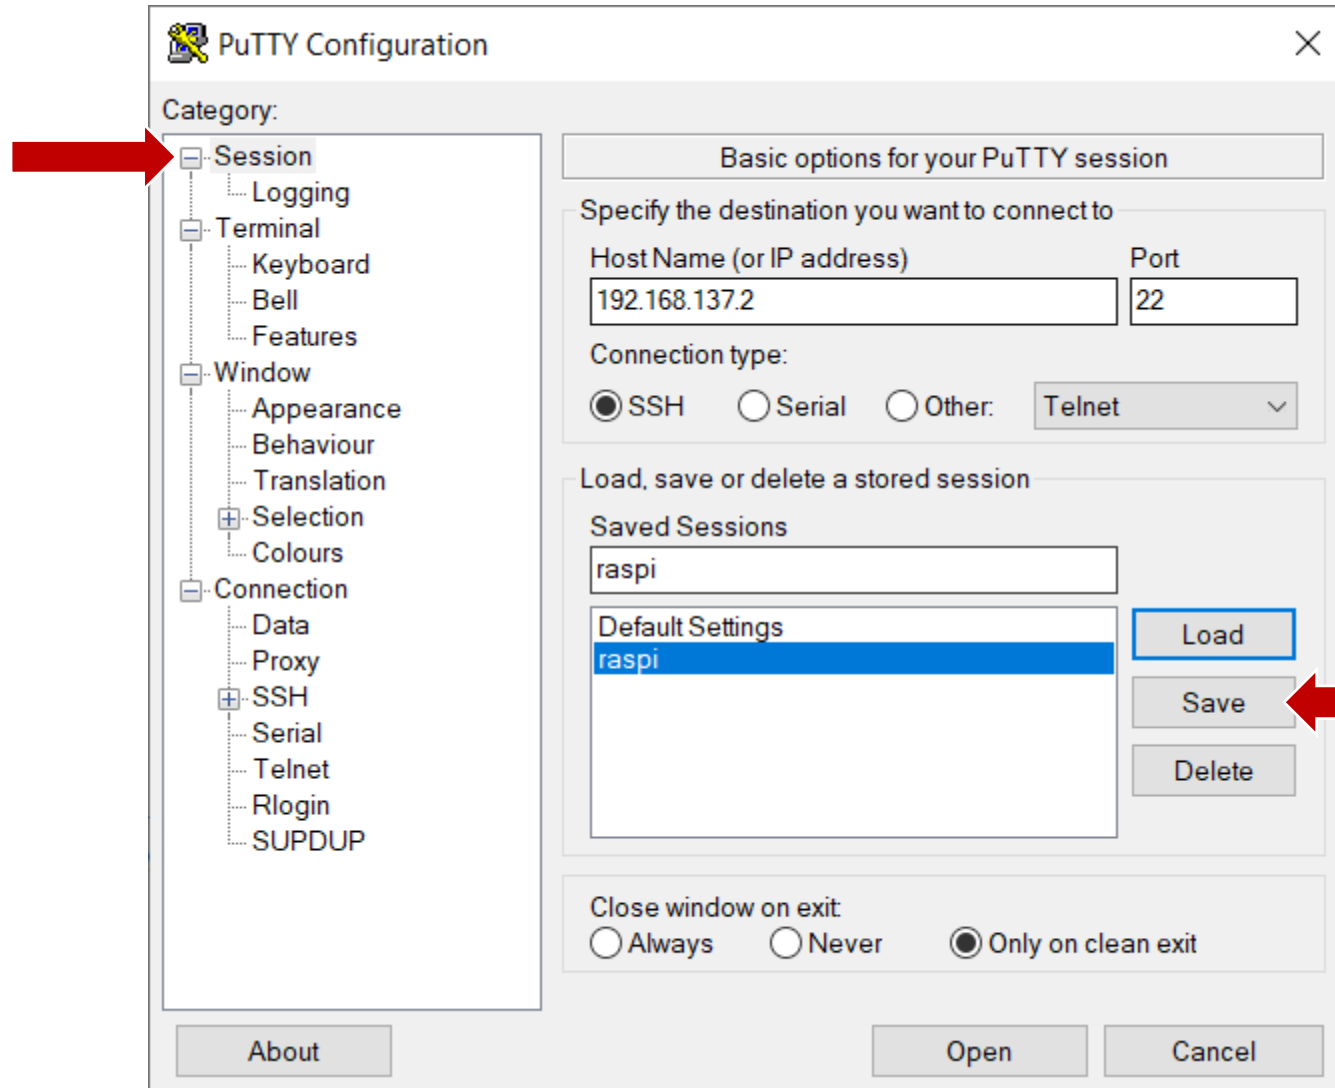 PuTTY Configuration
Category:
Session
Logging
Terminal
Keyboard
Bell
Features
Window
Appearance
Behaviour
Translation
Selection
Colours
Connection
Data
Proxy
SSH
Serial
Telnet
Rlogin
SUPDUP
Basic options for your PuTTY session
Specify the destination you want to connect to
Host Name (or IP address) Port
192.168.137.2 22
Connection type:
SSH Serial Other: Telnet
Load, save or delete a stored session
Saved Sessions
raspi
Default Settings
raspi
Load
Save
Delete
Close window on exit:
Always Never Only on clean exit
About Open Cancel